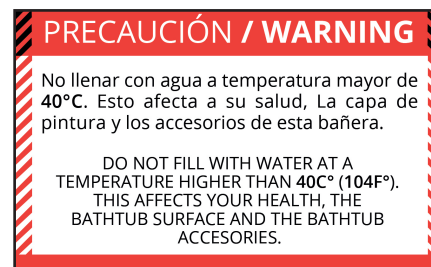 PRECAUCIÓN / WARNING
No llenar con agua a temperatura mayor de
40°C. Esto afecta a su salud, La capa de
pintura y los accesorios de esta bañera.
DO NOT FILL WITH WATER AT A
TEMPERATURE HIGHER THAN 40C° (104F°).
THIS AFFECTS YOUR HEALTH, THE
BATHTUB SURFACE AND THE BATHTUB
ACCESORIES.